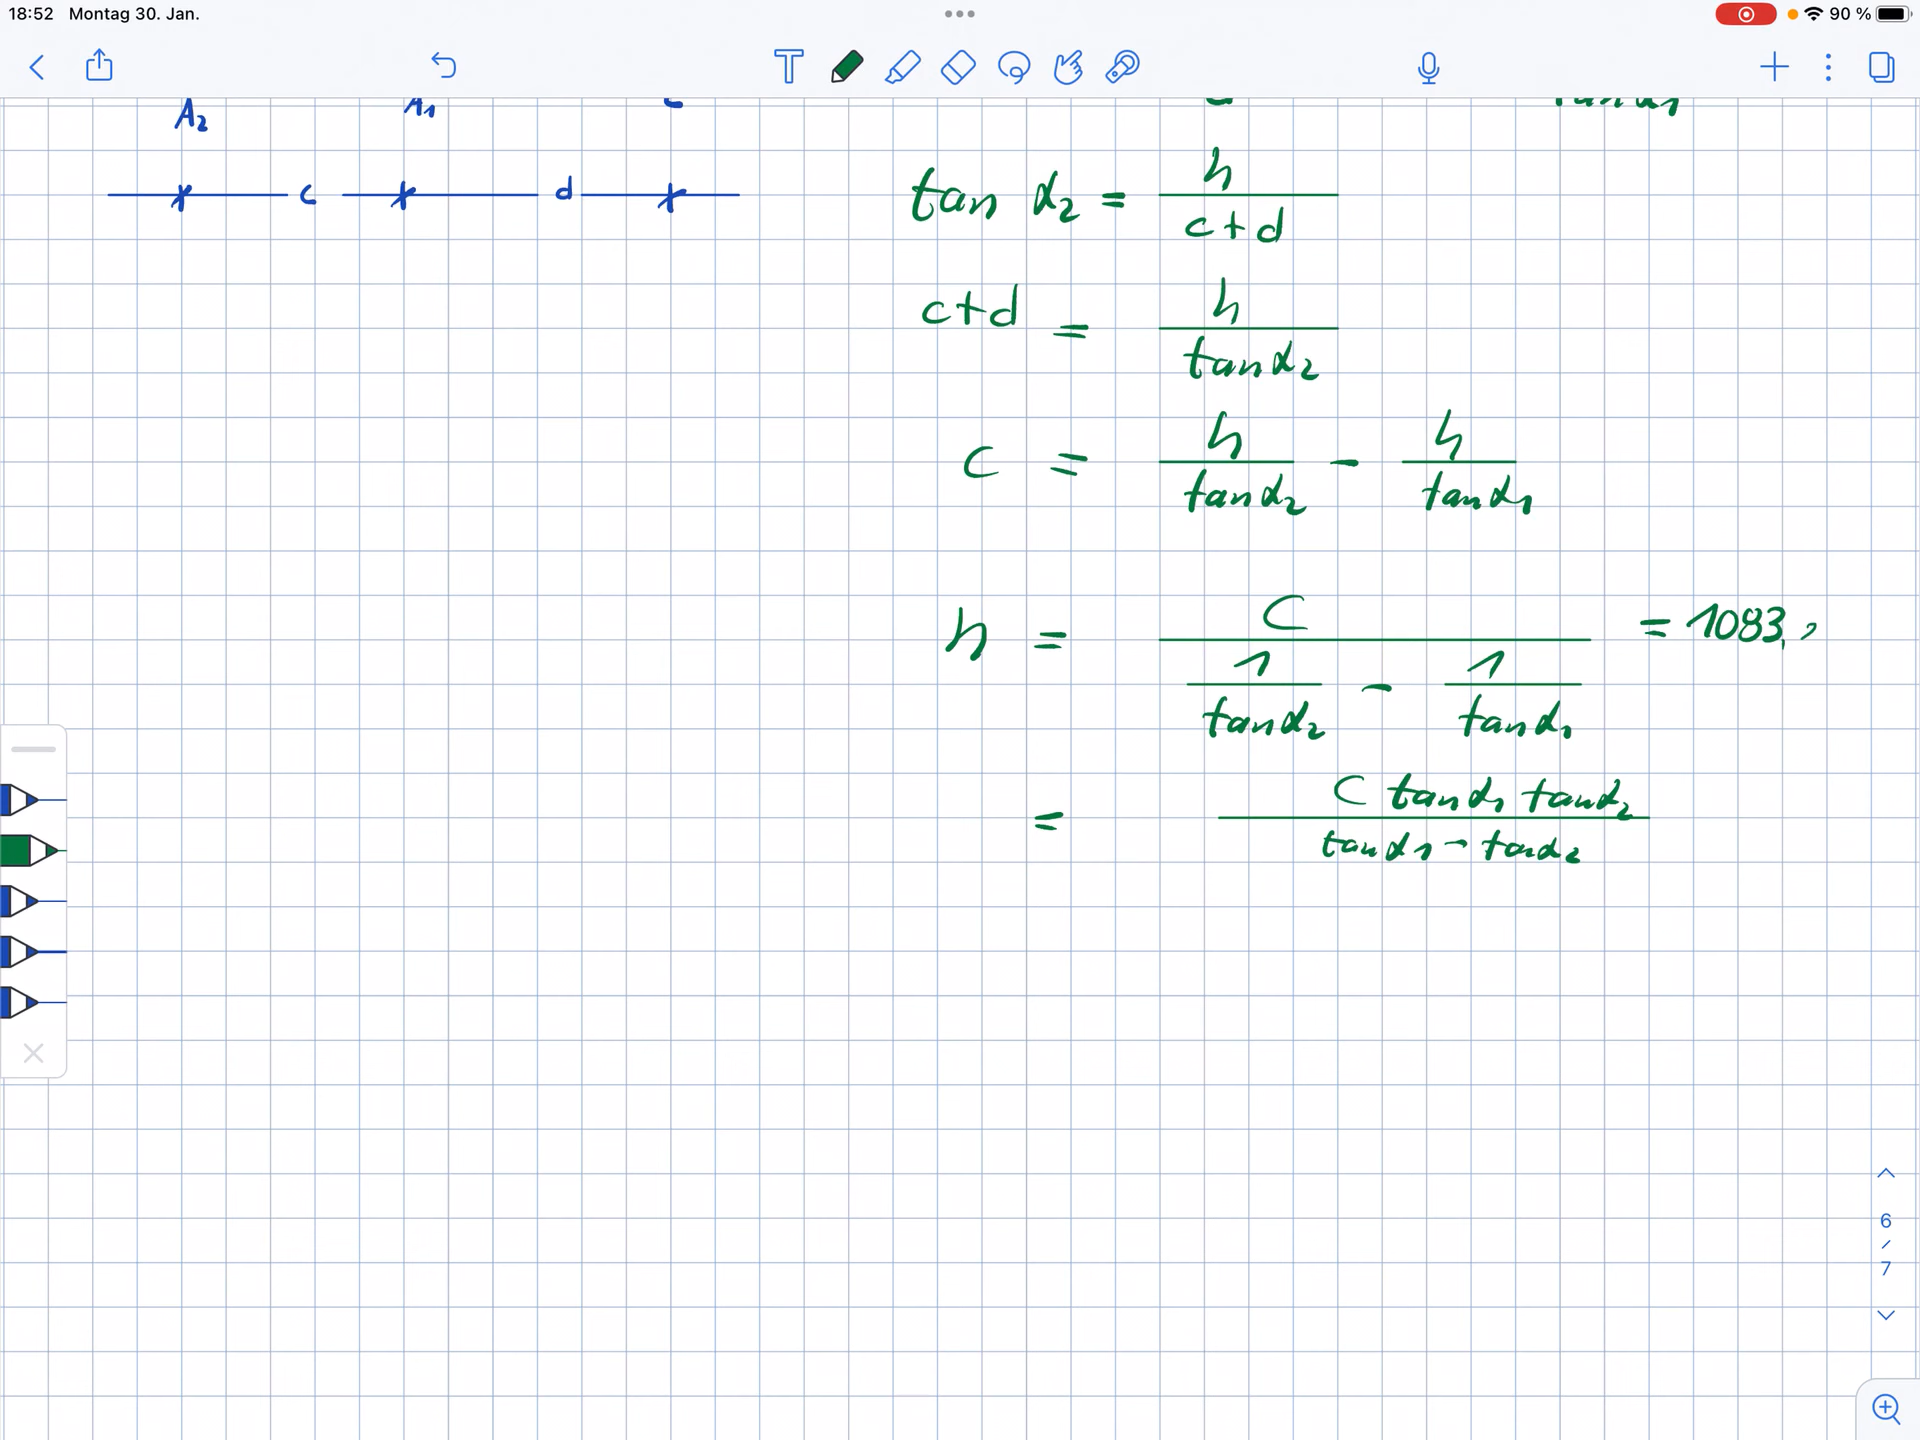 18:52 Montag 30. Jan. 90 %
A₂ A₁
c d
tan α₂ = h / (c+d)
c+d = h / tan α₂
c = h / tan α₂ - h / tan α₁
h = C / (1 / tan α₂ - 1 / tan α₁) = 1083,
= C tan α₁ tan α₂ / (tan α₁ - tan α₂)
6 / 7